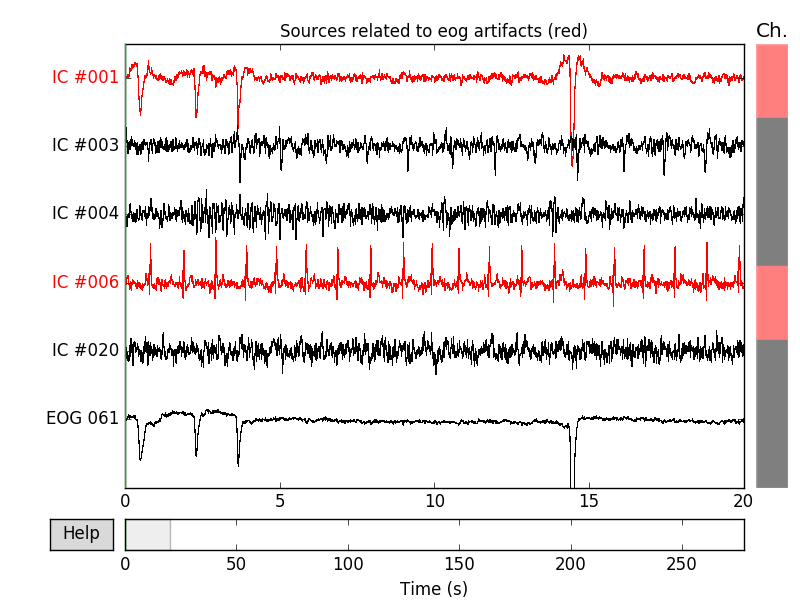 Sources related to eog artifacts (red)
Ch.
IC #001
IC #003
IC #004
IC #006
IC #020
EOG 061
0 5 10 15 20
Help
0 50 100 150 200 250
Time (s)